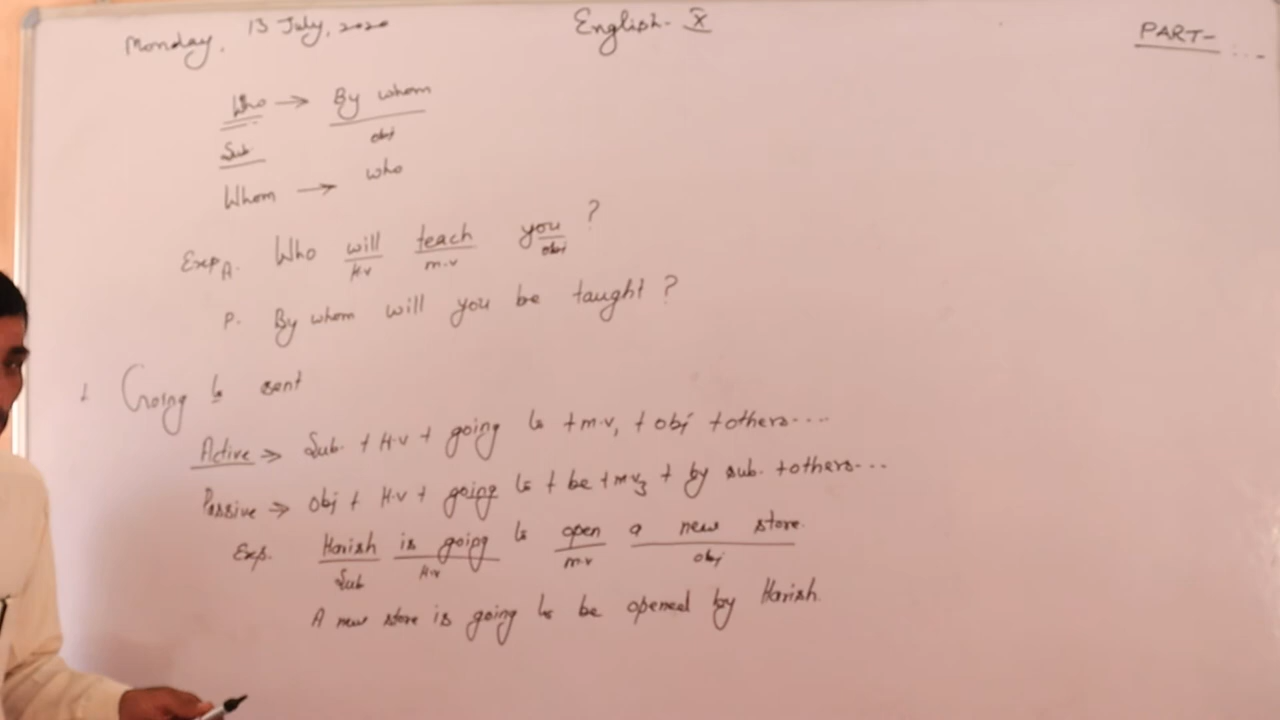 Monday, 13 July, 2020
English- X
PART-
Who → By whom
Sub obj
Whom → who
Exp A. Who will teach you ?
H.v m.v obj
P. By whom will you be taught ?
1 Going to sent
Active ⇒ Sub. + H.v + going to + m.v1 + obj + others....
Passive ⇒ obj + H.v + going to + be + mv3 + by sub. + others...
Exp. Harish is going to open a new store.
Sub H.v m.v obj
A new store is going to be opened by Harish.